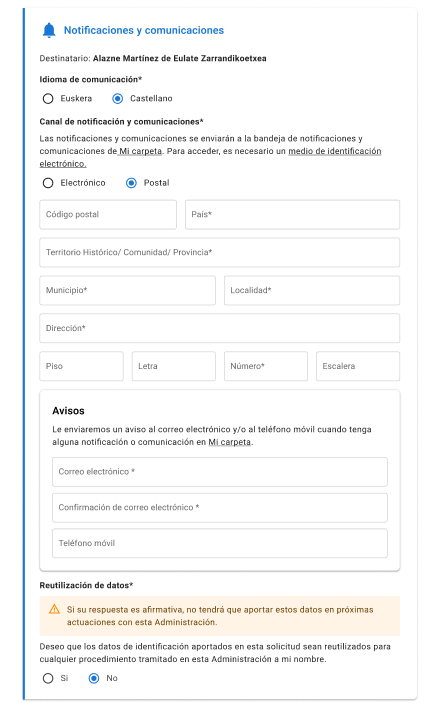 Notificaciones y comunicaciones
Destinatario: Alazne Martínez de Eulate Zarrandikoetxea
Idioma de comunicación*
Euskera
Castellano
Canal de notificación y comunicaciones*
Las notificaciones y comunicaciones se enviarán a la bandeja de notificaciones y
comunicaciones de Mi carpeta. Para acceder, es necesario un medio de identificación
electrónico.
Electrónico
Postal
Código postal
País*
Territorio Histórico/ Comunidad/ Provincia*
Municipio*
Localidad*
Dirección*
Piso
Letra
Número*
Escalera
Avisos
Le enviaremos un aviso al correo electrónico y/o al teléfono móvil cuando tenga
alguna notificación o comunicación en Mi carpeta.
Correo electrónico *
Confirmación de correo electrónico *
Teléfono móvil
Reutilización de datos*
Si su respuesta es afirmativa, no tendrá que aportar estos datos en próximas
actuaciones con esta Administración.
Deseo que los datos de identificación aportados en esta solicitud sean reutilizados para
cualquier procedimiento tramitado en esta Administración a mi nombre.
Si
No